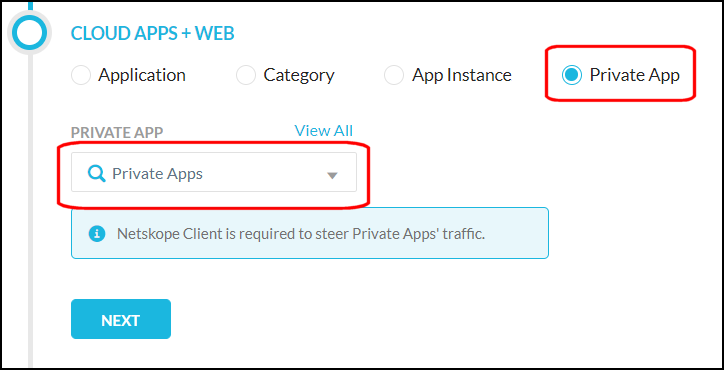 CLOUD APPS + WEB
Application Category App Instance Private App
PRIVATE APP View All
Private Apps
Netskope Client is required to steer Private Apps' traffic.
NEXT